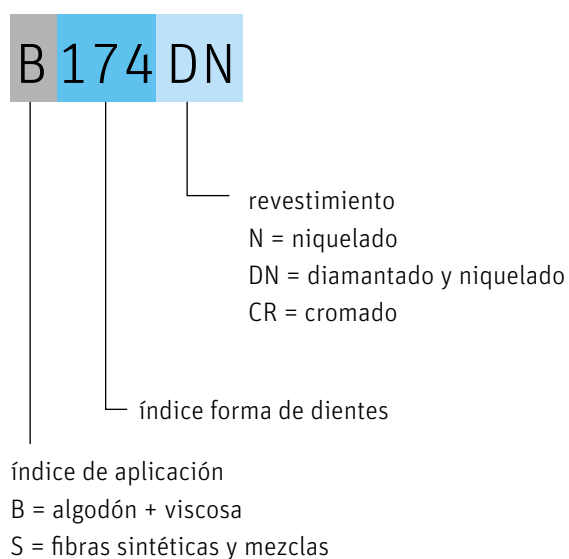 B 174 DN
revestimiento
N = niquelado
DN = diamantado y niquelado
CR = cromado
índice forma de dientes
índice de aplicación
B = algodón + viscosa
S = fibras sintéticas y mezclas